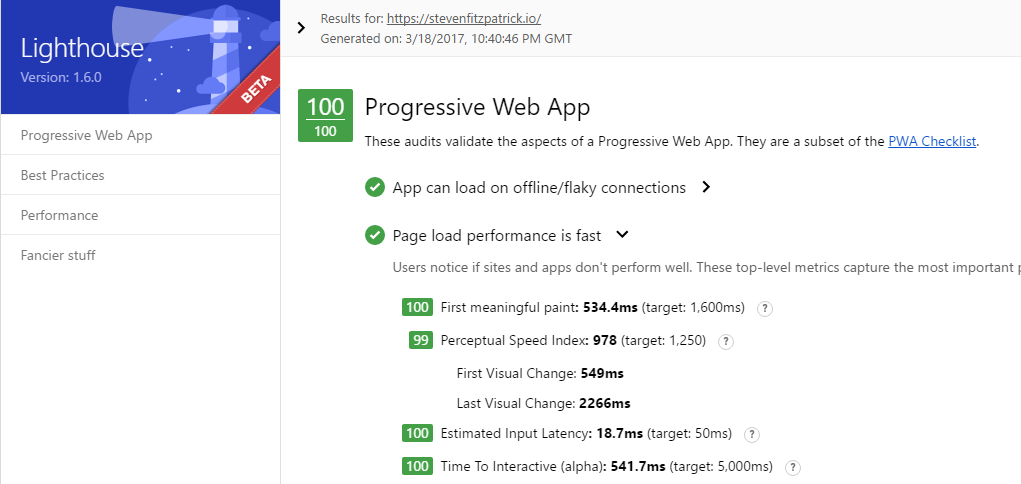 Lighthouse
Version: 1.6.0
BETA
Progressive Web App
Best Practices
Performance
Fancier stuff
Results for: https://stevenfitzpatrick.io/
Generated on: 3/18/2017, 10:40:46 PM GMT
100
100
Progressive Web App
These audits validate the aspects of a Progressive Web App. They are a subset of the PWA Checklist.
App can load on offline/flaky connections
Page load performance is fast
Users notice if sites and apps don't perform well. These top-level metrics capture the most important
100 First meaningful paint: 534.4ms (target: 1,600ms) ?
99 Perceptual Speed Index: 978 (target: 1,250) ?
First Visual Change: 549ms
Last Visual Change: 2266ms
100 Estimated Input Latency: 18.7ms (target: 50ms) ?
100 Time To Interactive (alpha): 541.7ms (target: 5,000ms) ?